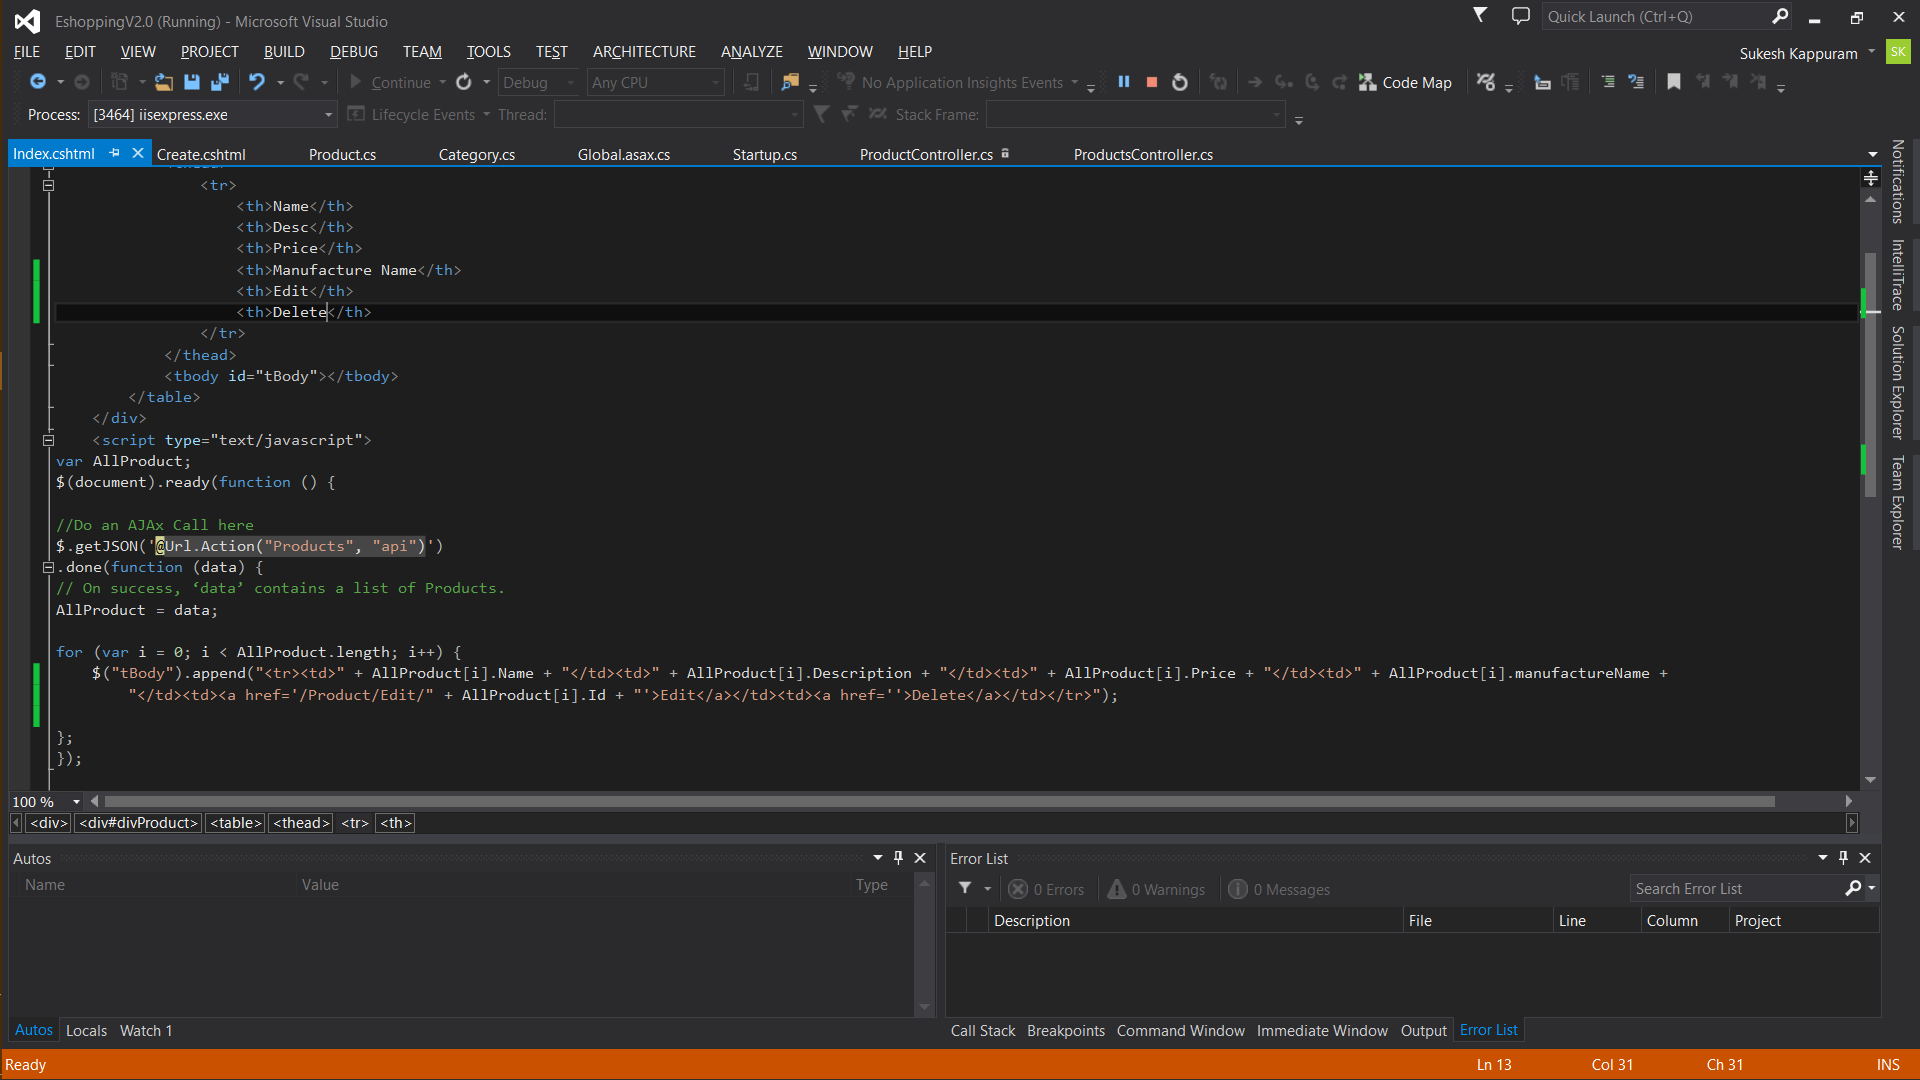 EshoppingV2.0 (Running) - Microsoft Visual Studio
Quick Launch (Ctrl+Q)
FILE EDIT VIEW PROJECT BUILD DEBUG TEAM TOOLS TEST ARCHITECTURE ANALYZE WINDOW HELP
Sukesh Kappuram SK
Continue Debug Any CPU No Application Insights Events Code Map
Process: [3464] iisexpress.exe Lifecycle Events Thread: Stack Frame:
Index.cshtml Create.cshtml Product.cs Category.cs Global.asax.cs Startup.cs ProductController.cs ProductsController.cs
<tr>
<th>Name</th>
<th>Desc</th>
<th>Price</th>
<th>Manufacture Name</th>
<th>Edit</th>
<th>Delete</th>
</tr>
</thead>
<tbody id="tBody"></tbody>
</table>
</div>
<script type="text/javascript">
var AllProduct;
$(document).ready(function () {
//Do an AJAx Call here
$.getJSON('@Url.Action("Products", "api")')
.done(function (data) {
// On success, ‘data’ contains a list of Products.
AllProduct = data;
for (var i = 0; i < AllProduct.length; i++) {
$("tBody").append("<tr><td>" + AllProduct[i].Name + "</td><td>" + AllProduct[i].Description + "</td><td>" + AllProduct[i].Price + "</td><td>" + AllProduct[i].manufactureName +
"</td><td><a href='/Product/Edit/" + AllProduct[i].Id + "'>Edit</a></td><td><a href=''>Delete</a></td></tr>");
};
});
100 %
<div> <div#divProduct> <table> <thead> <tr> <th>
Notifications
IntelliTrace
Solution Explorer
Team Explorer
Autos
Name Value Type
Autos Locals Watch 1
Error List
0 Errors 0 Warnings 0 Messages Search Error List
Description File Line Column Project
Call Stack Breakpoints Command Window Immediate Window Output Error List
Ready Ln 13 Col 31 Ch 31 INS